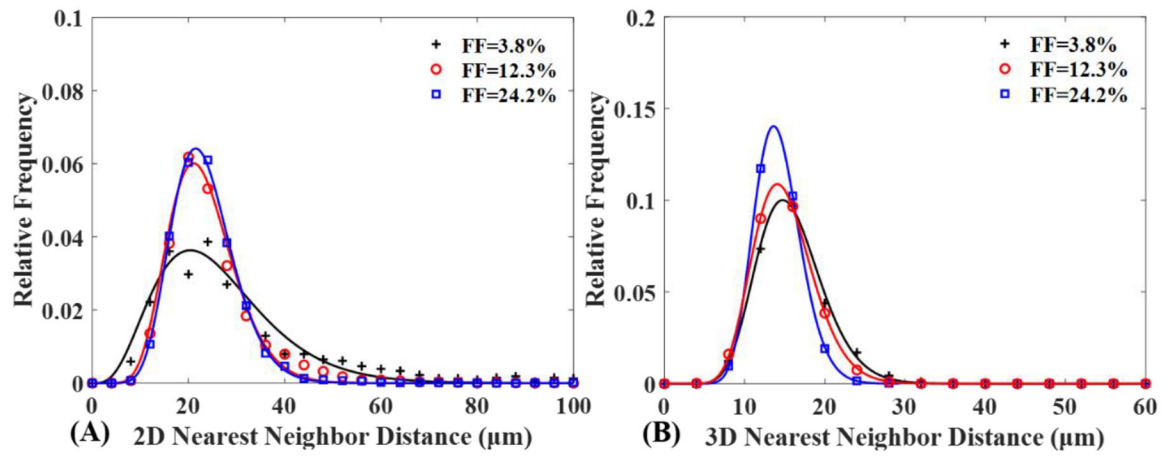 0.1
0.08
0.06
0.04
0.02
0
Relative Frequency
FF=3.8%
FF=12.3%
FF=24.2%
0 20 40 60 80 100
(A) 2D Nearest Neighbor Distance (μm)
0.2
0.15
0.1
0.05
0
Relative Frequency
FF=3.8%
FF=12.3%
FF=24.2%
0 10 20 30 40 50 60
(B) 3D Nearest Neighbor Distance (μm)